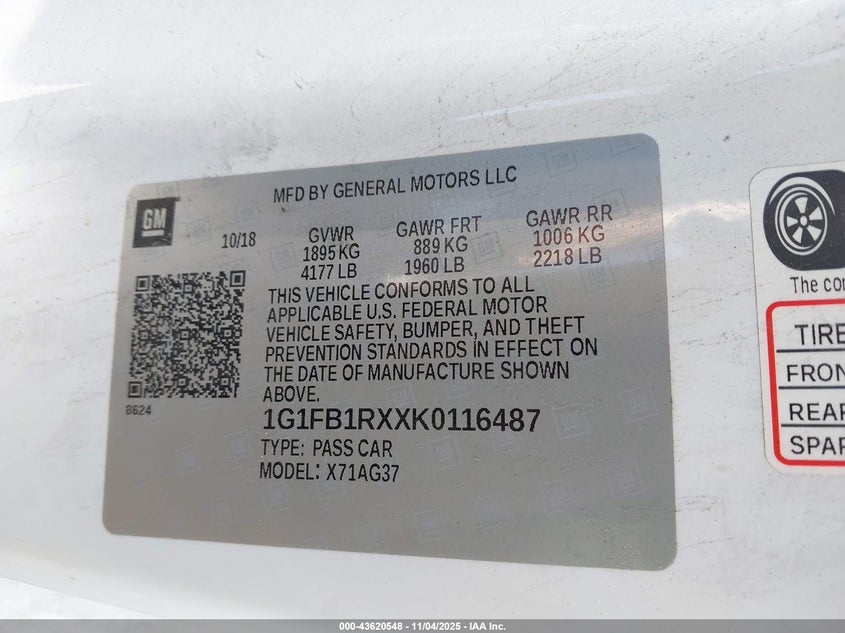 MFD BY GENERAL MOTORS LLC
GM
10/18
GVWR
1895 KG
4177 LB
GAWR FRT
889 KG
1960 LB
GAWR RR
1006 KG
2218 LB
THIS VEHICLE CONFORMS TO ALL
APPLICABLE U.S. FEDERAL MOTOR
VEHICLE SAFETY, BUMPER, AND THEFT
PREVENTION STANDARDS IN EFFECT ON
THE DATE OF MANUFACTURE SHOWN
ABOVE.
8624
1G1FB1RXXK0116487
TYPE: PASS CAR
MODEL: X71AG37
The
TIRE
REAR
000-43620548 - 11/04/2025 - IAA Inc.